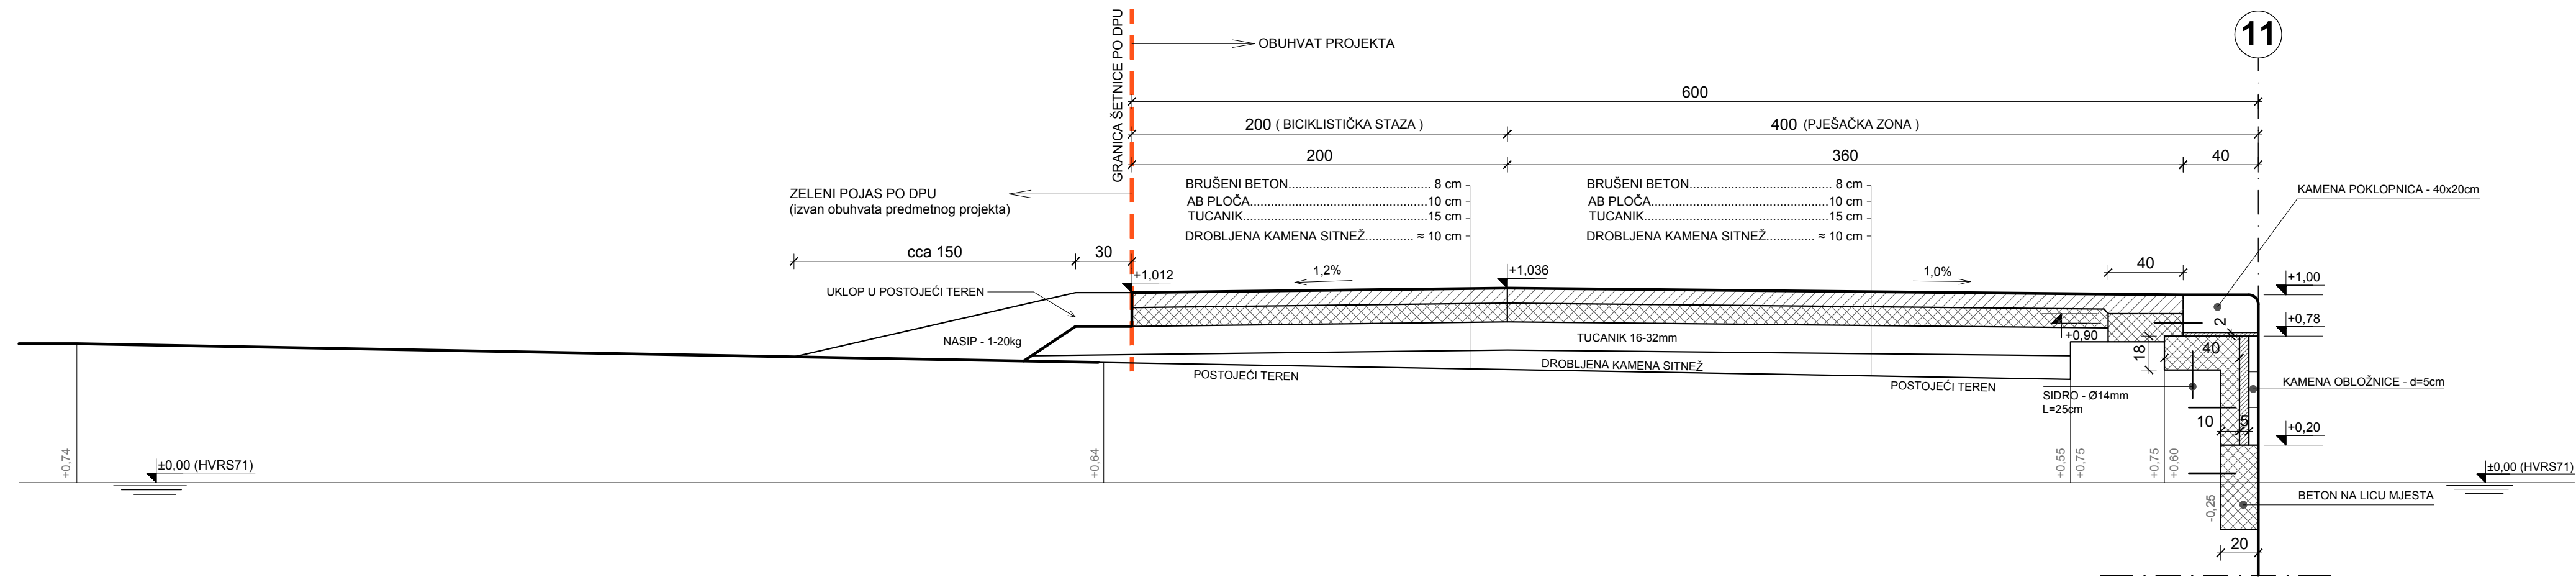 GRANICA ŠETNICE PO DPU
OBUHVAT PROJEKTA
11
600
200 ( BICIKLISTIČKA STAZA )
400 (PJEŠAČKA ZONA )
200
360
40
ZELENI POJAS PO DPU
(izvan obuhvata predmetnog projekta)
BRUŠENI BETON......................................... 8 cm
AB PLOČA...................................................10 cm
TUCANIK.....................................................15 cm
DROBLJENA KAMENA SITNEŽ.............. ≈ 10 cm
BRUŠENI BETON......................................... 8 cm
AB PLOČA...................................................10 cm
TUCANIK.....................................................15 cm
DROBLJENA KAMENA SITNEŽ.............. ≈ 10 cm
KAMENA POKLOPNICA - 40x20cm
cca 150
30
+1,012
1,2%
+1,036
1,0%
40
+1,00
UKLOP U POSTOJEĆI TEREN
+0,78
2
+0,90
NASIP - 1-20kg
TUCANIK 16-32mm
18
40
DROBLJENA KAMENA SITNEŽ
POSTOJEĆI TEREN
POSTOJEĆI TEREN
KAMENA OBLOŽNICE - d=5cm
SIDRO - Ø14mm
L=25cm
10
5
+0,20
+0,74
±0,00 (HVRS71)
+0,64
+0,55
+0,75
+0,75
+0,60
±0,00 (HVRS71)
-0,25
BETON NA LICU MJESTA
20